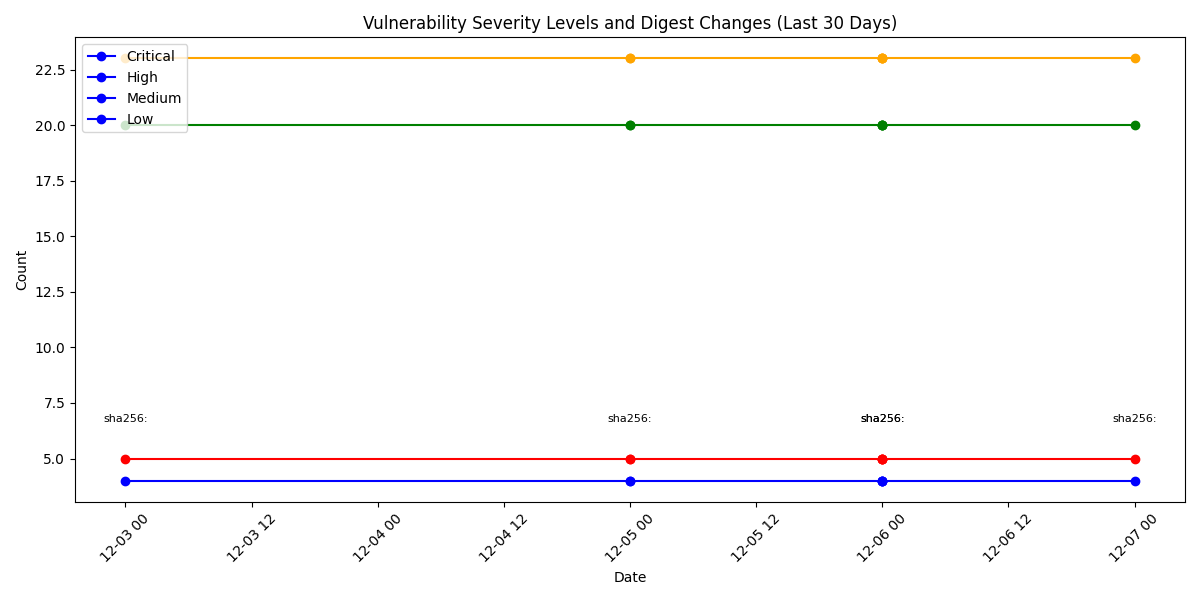 Vulnerability Severity Levels and Digest Changes (Last 30 Days)
Critical
High
Medium
Low
22.5
20.0
17.5
15.0
12.5
10.0
7.5
5.0
Count
sha256:
sha256:
sha256:
sha256:
12-03 00
12-03 12
12-04 00
12-04 12
12-05 00
12-05 12
12-06 00
12-06 12
12-07 00
Date